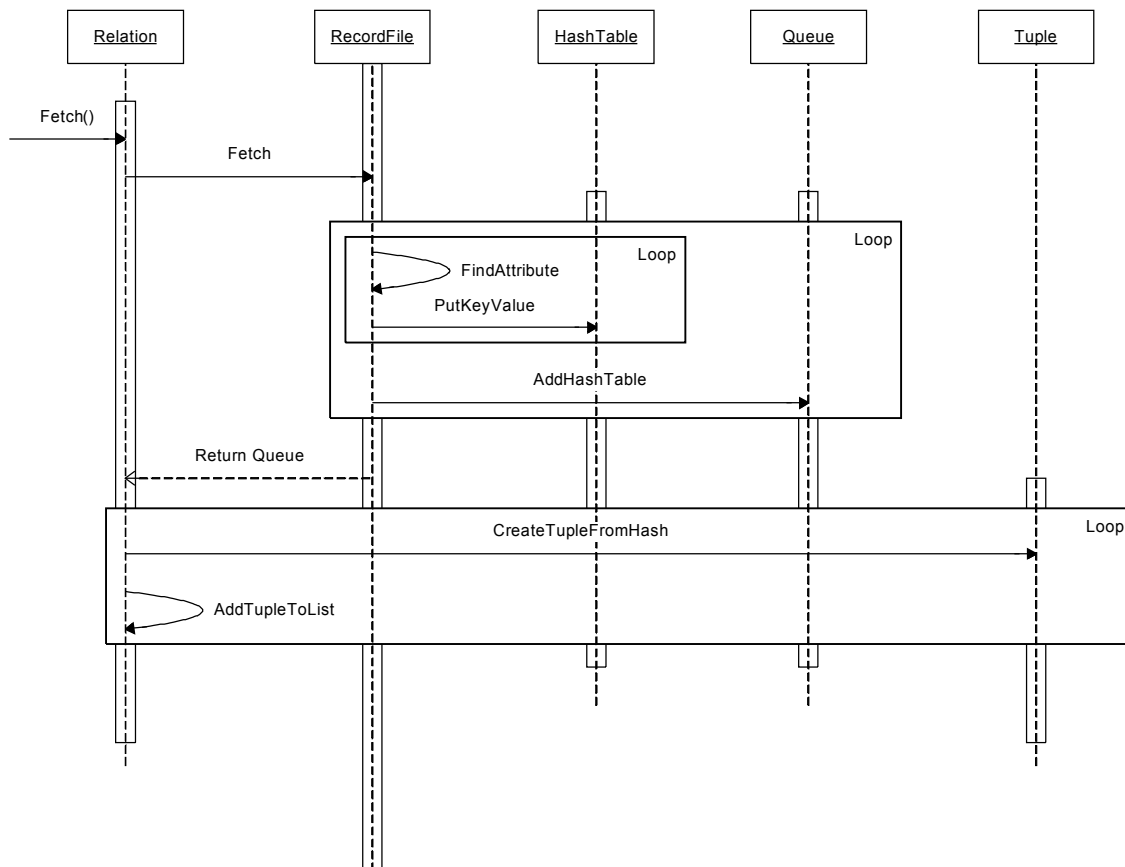 Relation
RecordFile
HashTable
Queue
Tuple
Fetch()
Fetch
Loop
Loop
FindAttribute
PutKeyValue
AddHashTable
Return Queue
CreateTupleFromHash
Loop
AddTupleToList